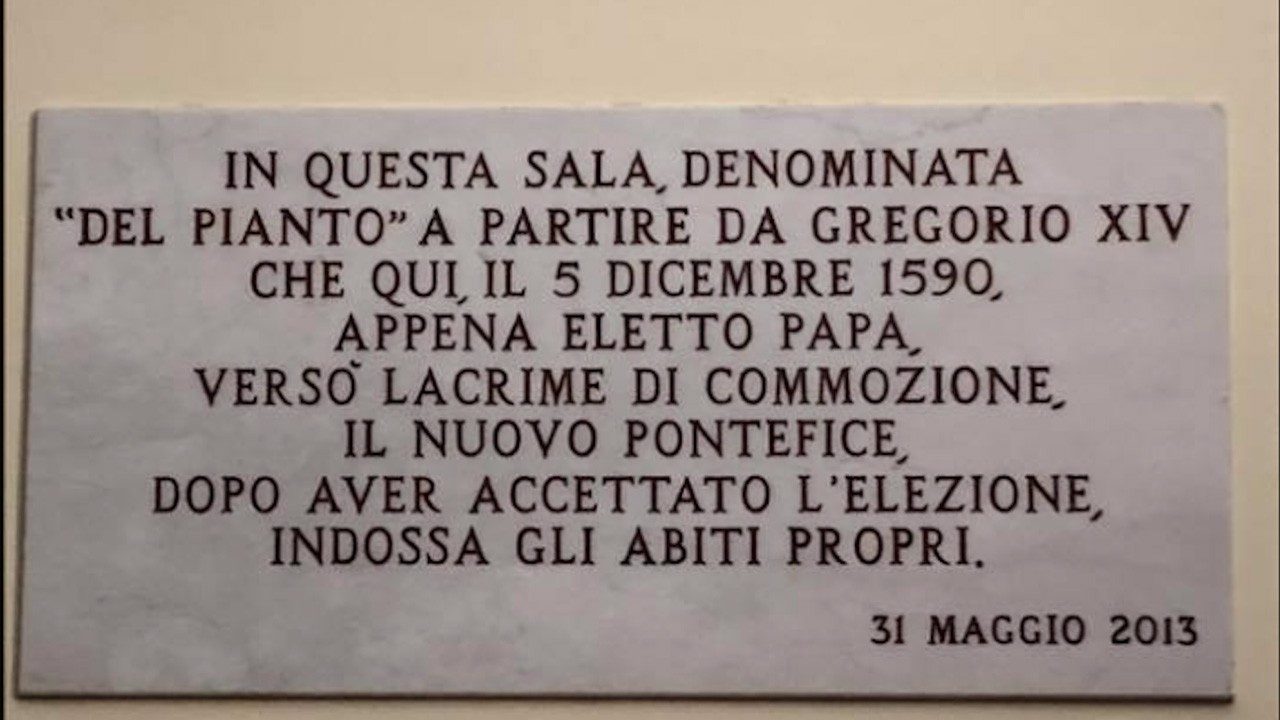 IN QUESTA SALA, DENOMINATA
“DEL PIANTO” A PARTIRE DA GREGORIO XIV
CHE QUI, IL 5 DICEMBRE 1590,
APPENA ELETTO PAPA,
VERSÒ LACRIME DI COMMOZIONE,
IL NUOVO PONTEFICE,
DOPO AVER ACCETTATO L'ELEZIONE,
INDOSSA GLI ABITI PROPRI.
31 MAGGIO 2013